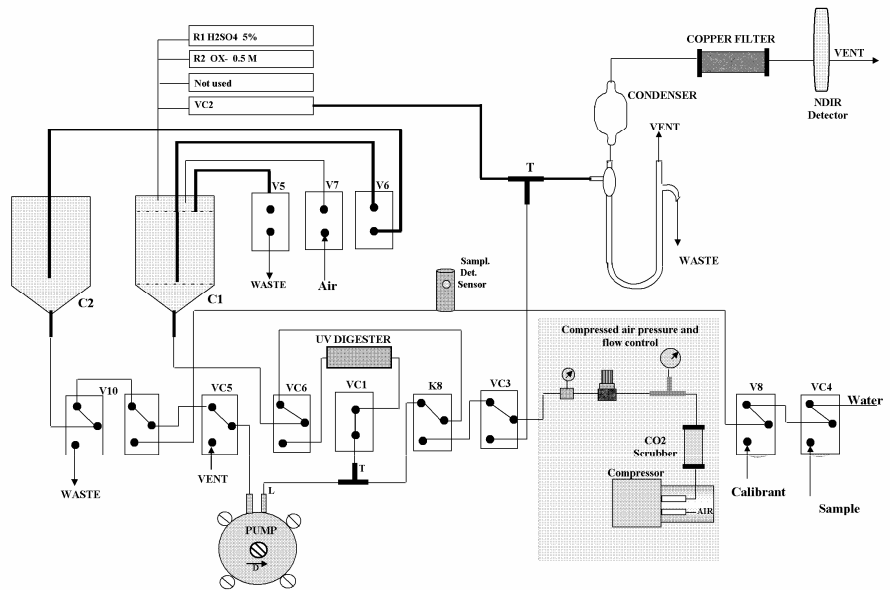 R1 H2SO4 5%
R2 OX- 0.5 M
Not used
VC2
COPPER FILTER
VENT
NDIR
Detector
CONDENSER
VENT
T
V5
V7
V6
WASTE
Air
WASTE
C2
C1
Sampl.
Det.
Sensor
Compressed air pressure and
flow control
UV DIGESTER
V10
VC5
VC6
VC1
K8
VC3
V8
VC4
Water
CO2
Scrubber
WASTE
VENT
T
L
Compressor
AIR
Calibrant
Sample
PUMP
D